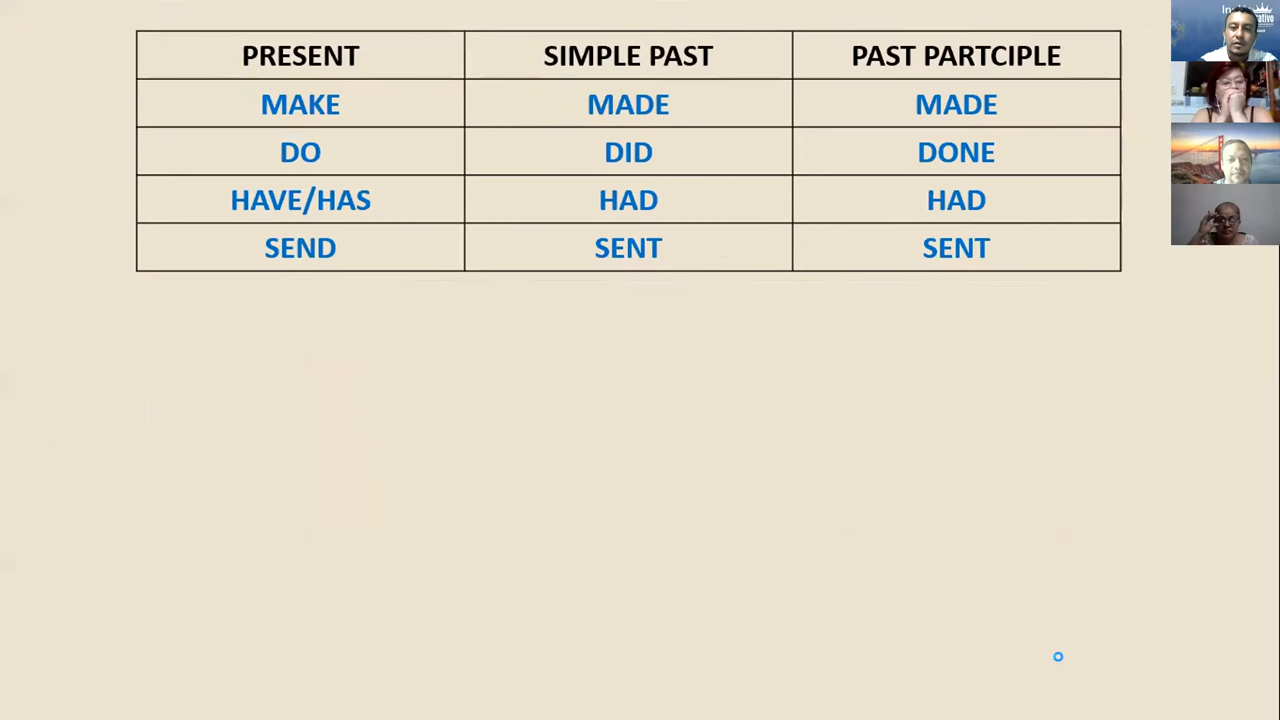 PRESENT SIMPLE PAST PAST PARTCIPLE
MAKE MADE MADE
DO DID DONE
HAVE/HAS HAD HAD
SEND SENT SENT